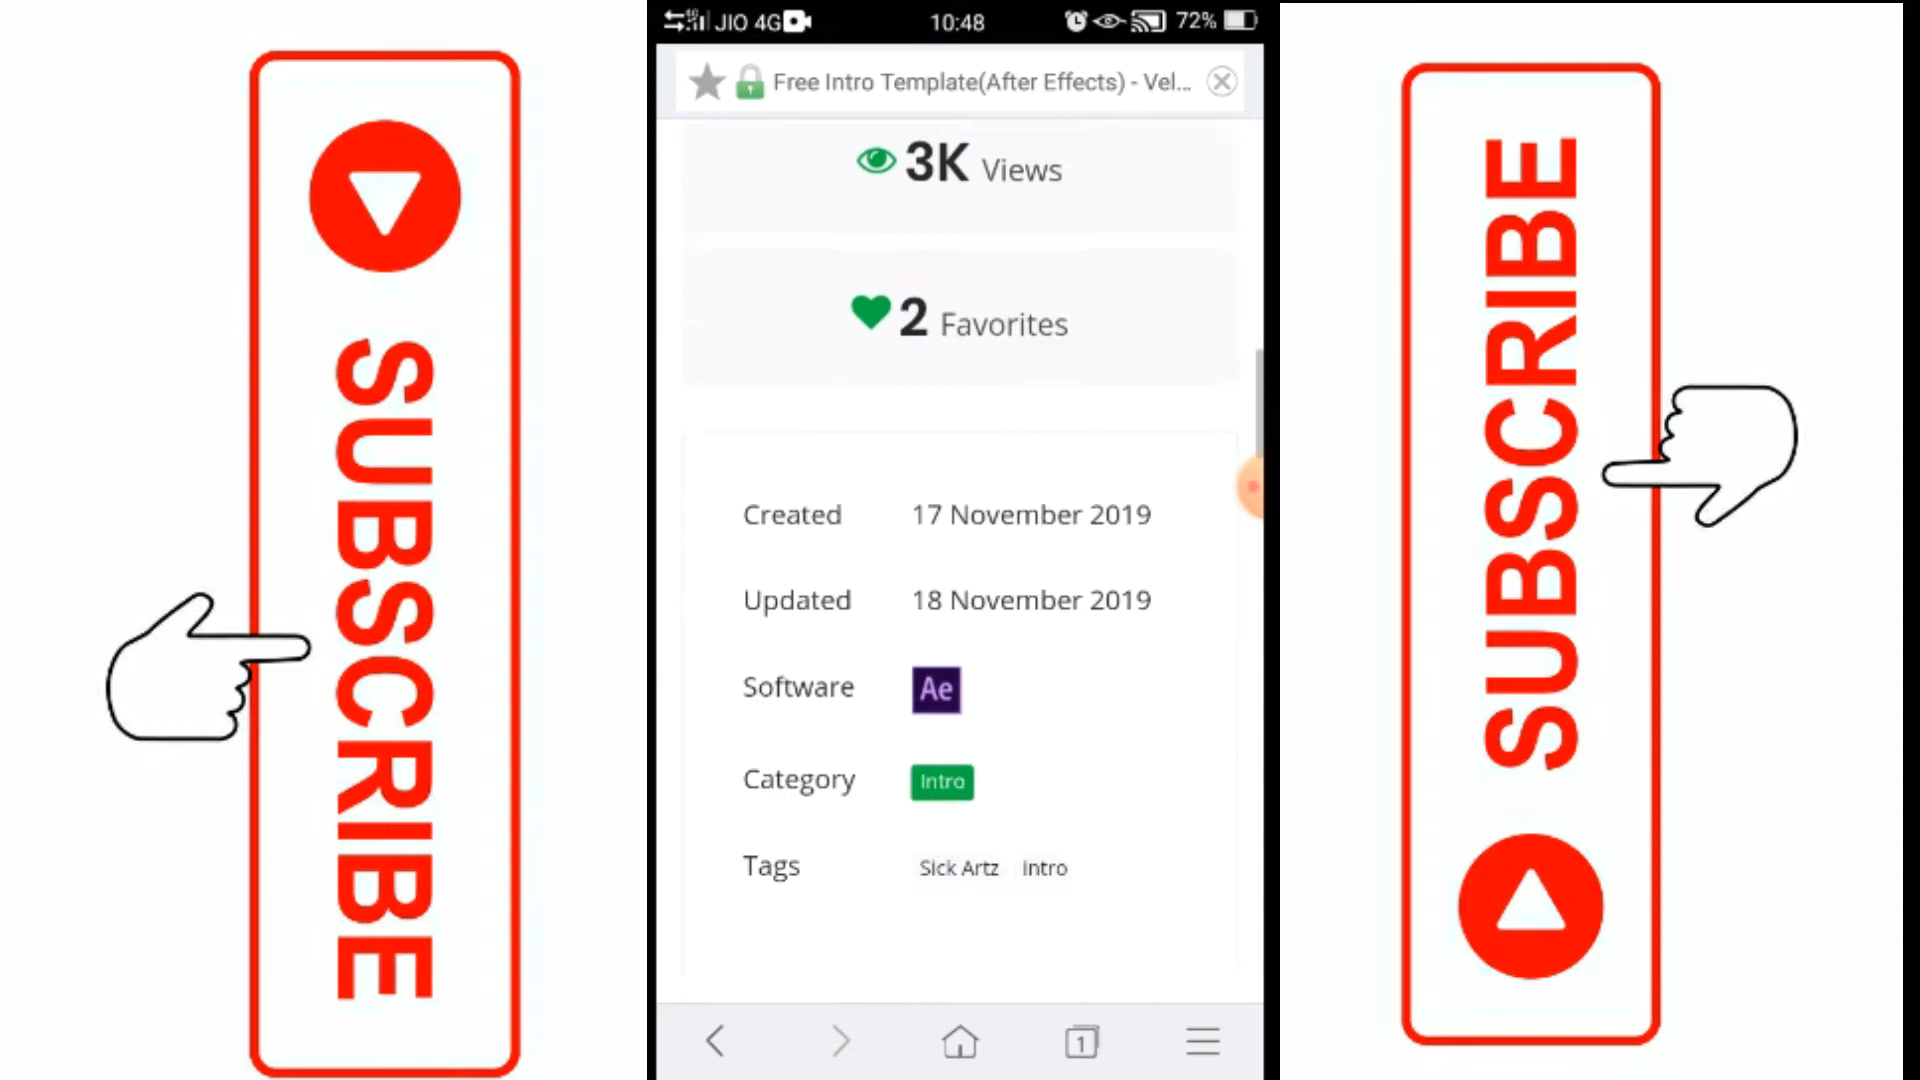 SUBSCRIBE
JIO 4G 10:48 72%
Free Intro Template(After Effects) - Vel...
3K Views
2 Favorites
Created 17 November 2019
Updated 18 November 2019
Software Ae
Category Intro
Tags Sick Artz Intro
1
SUBSCRIBE